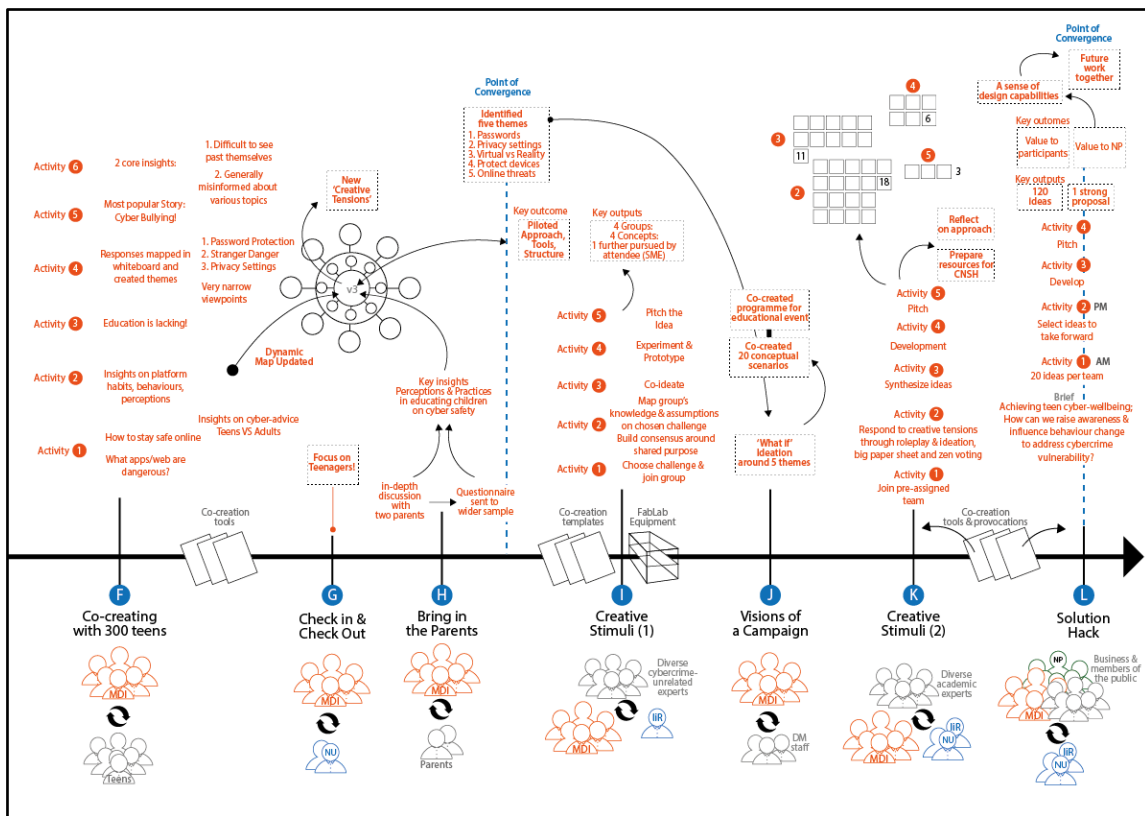 Activity 6
2 core insights:
1. Difficult to see
past themselves
2. Generally
misinformed about
various topics
Activity 5
Most popular Story:
Cyber Bullying!
Activity 4
Responses mapped in
whiteboard and
created themes
1. Password Protection
2. Stranger Danger
3. Privacy Settings
Very narrow
viewpoints
Activity 3
Education is lacking!
Activity 2
Insights on platform
habits, behaviours,
perceptions
Insights on cyber-advice
Teens VS Adults
Activity 1
How to stay safe online
What apps/web are
dangerous?
New
'Creative
Tensions'
v3
Dynamic
Map Updated
Focus on
Teenagers!
Key insights
Perceptions & Practices
in educating children
on cyber safety
in-depth
discussion
with
two parents
Questionnaire
sent to
wider sample
Point of
Convergence
Identified
five themes
1. Passwords
2. Privacy settings
3. Virtual vs Reality
4. Protect devices
5. Online threats
Key outcome
Piloted
Approach,
Tools,
Structure
Key outputs
4 Groups:
4 Concepts:
1 further pursued by
attendee (SME)
Activity 5
Pitch the
Idea
Activity 4
Experiment &
Prototype
Activity 3
Co-ideate
Activity 2
Map group's
knowledge & assumptions
on chosen challenge
Build consensus around
shared purpose
Activity 1
Choose challenge &
join group
Co-created
programme for
educational event
Co-created
20 conceptual
scenarios
'What if'
Ideation
around 5 themes
4
6
3
11
5
3
2
18
Reflect
on approach
Prepare
resources for
CNSH
Activity 5
Pitch
Activity 4
Development
Activity 3
Synthesize ideas
Activity 2
Respond to creative tensions
through roleplay & ideation,
big paper sheet and zen voting
Activity 1
Join pre-assigned
team
Point of
Convergence
Future
work
together
A sense of
design capabilities
Key outcomes
Value to
participants
Value to NP
Key outputs
120
ideas
1 strong
proposal
Activity 4
Pitch
Activity 3
Develop
Activity 2 PM
Select ideas to
take forward
Activity 1 AM
20 ideas per team
Brief
Achieving teen cyber-wellbeing;
How can we raise awareness &
influence behaviour change
to address cybercrime
vulnerability?
Co-creation
tools
Co-creation
templates
FabLab
Equipment
Co-creation
tools & provocations
F
Co-creating
with 300 teens
MDI
Teens
G
Check in &
Check Out
MDI
NU
H
Bring in
the Parents
MDI
Parents
I
Creative
Stimuli (1)
Diverse
cybercrime-
unrelated
experts
MDI
IiR
J
Visions of
a Campaign
MDI
DM
staff
K
Creative
Stimuli (2)
Diverse
academic
experts
MDI
NU
IiR
L
Solution
Hack
NP
Business &
members of
the public
MDI
IiR
NU